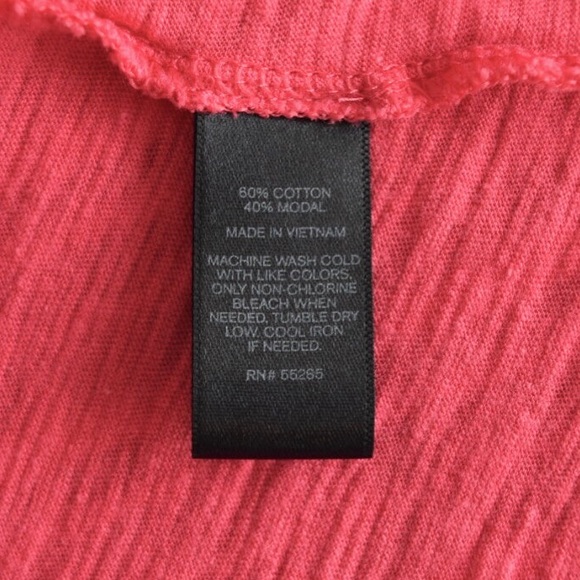 60% COTTON
40% MODAL
MADE IN VIETNAM
MACHINE WASH COLD
WITH LIKE COLORS,
ONLY NON-CHLORINE
BLEACH WHEN
NEEDED, TUMBLE DRY
LOW. COOL IRON
IF NEEDED.
RN# 55265